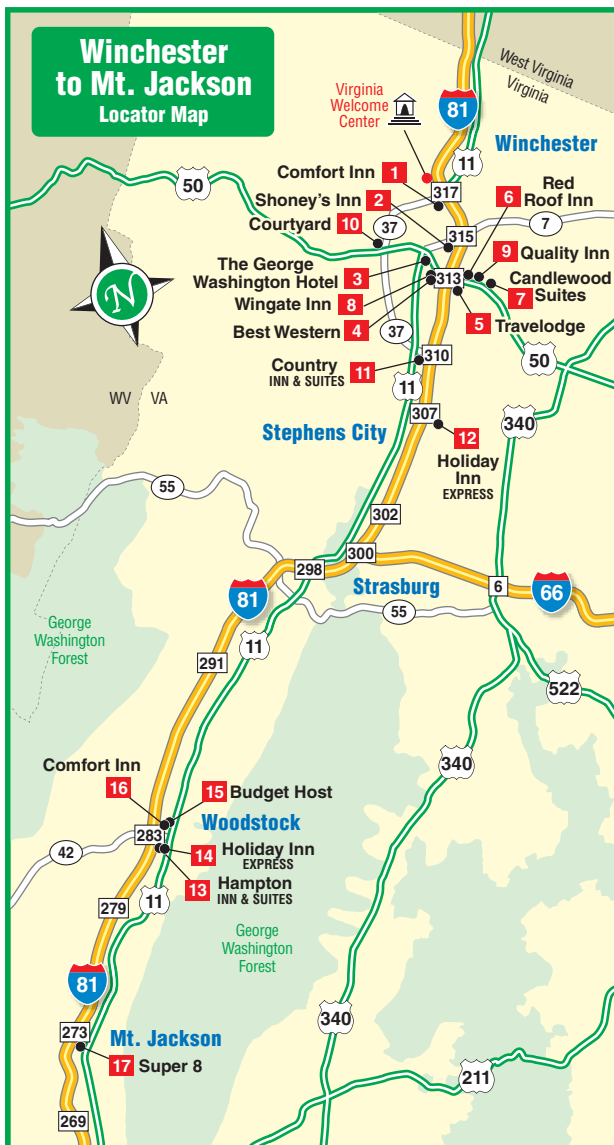 Winchester
to Mt. Jackson
Locator Map
West Virginia
Virginia
Virginia
Welcome
Center
81
Winchester
11
Comfort Inn 1
317
6 Red
Roof Inn
50
Shoney's Inn 2
37
7
Courtyard 10
315
9 Quality Inn
The George
Washington Hotel 3
313
Candlewood
7 Suites
Wingate Inn 8
Best Western 4
5 Travelodge
N
37
310
50
Country
INN & SUITES 11
11
WV VA
307
340
Stephens City
12
Holiday
Inn
EXPRESS
55
302
300
298
Strasburg
6
66
81
55
George
Washington
Forest
11
291
522
340
Comfort Inn
16
15 Budget Host
Woodstock
283
42
14 Holiday Inn
EXPRESS
13 Hampton
INN & SUITES
11
279
George
Washington
Forest
81
340
273
Mt. Jackson
17 Super 8
211
269